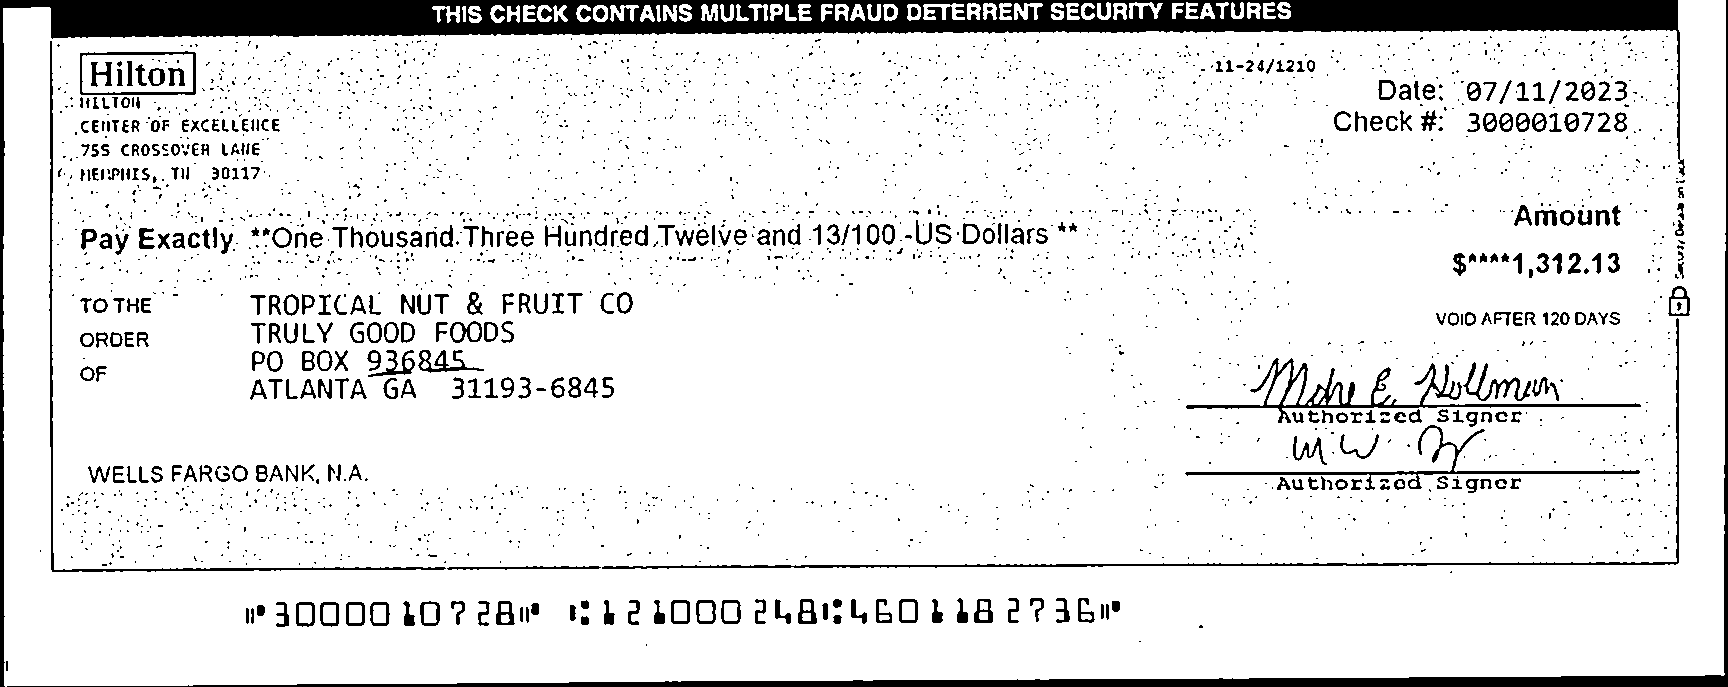 THIS CHECK CONTAINS MULTIPLE FRAUD DETERRENT SECURITY FEATURES
Hilton
11-24/1210
Date: 07/11/2023
Check #: 3000010728
HILTON
CENTER OF EXCELLENCE
755 CROSSOVER LANE
MEMPHIS, TN 38117
Amount
Pay Exactly **One Thousand Three Hundred Twelve and 13/100 -US Dollars **
$****1,312.13
TO THE ORDER OF
TROPICAL NUT & FRUIT CO
TRULY GOOD FOODS
PO BOX 936845
ATLANTA GA 31193-6845
VOID AFTER 120 DAYS
Authorized Signer
Authorized Signer
WELLS FARGO BANK, N.A.
⑈3000010728⑈ ⑆121000248⑆4601182736⑈